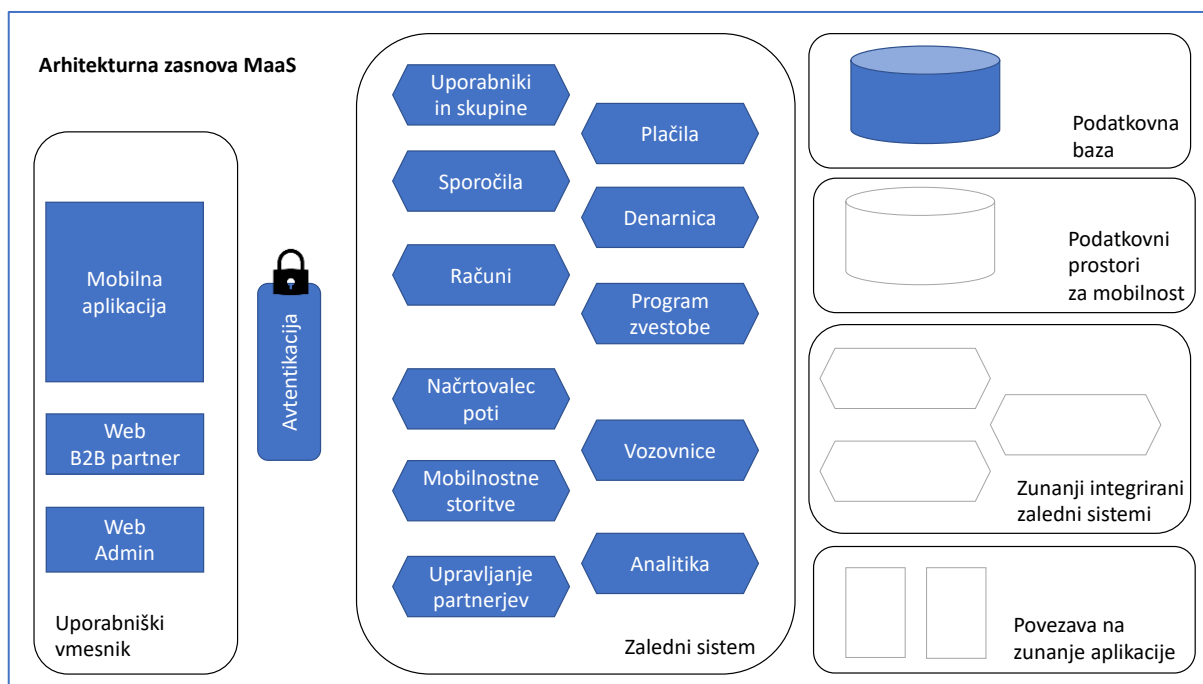 Arhitekturna zasnova MaaS
Mobilna
aplikacija
Web
B2B partner
Web
Admin
Uporabniški
vmesnik
Avtentikacija
Uporabniki
in skupine
Plačila
Sporočila
Denarnica
Računi
Program
zvestobe
Načrtovalec
poti
Vozovnice
Mobilnostne
storitve
Analitika
Upravljanje
partnerjev
Zaledni sistem
Podatkovna
baza
Podatkovni
prostori
za mobilnost
Zunanji integrirani
zaledni sistemi
Povezava na
zunanje aplikacije